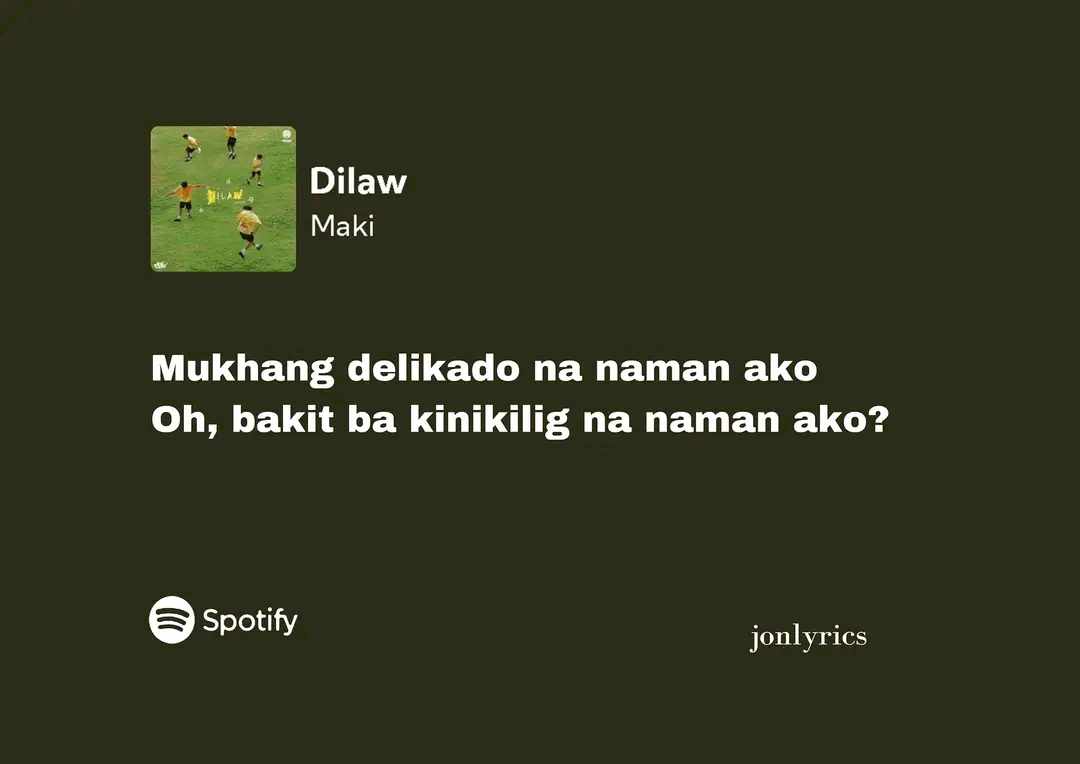 DILAW
Dilaw
Maki
Mukhang delikado na naman ako
Oh, bakit ba kinikilig na naman ako?
Spotify
jonlyrics